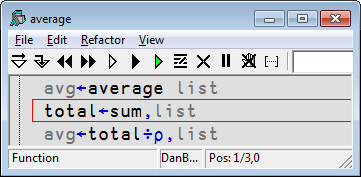 average
File Edit Refactor View
avg←average list
total←sum,list
avg←total÷⍴,list
Function DanB... Pos: 1/3,0